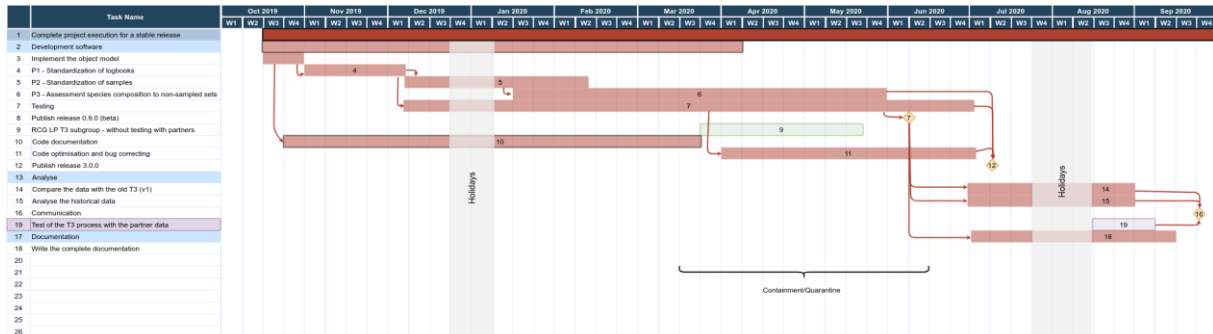 Task Name
Oct 2019 Nov 2019 Dec 2019 Jan 2020 Feb 2020 Mar 2020 Apr 2020 May 2020 Jun 2020 Jul 2020 Aug 2020 Sep 2020
W1 W2 W3 W4 W1 W2 W3 W4 W1 W2 W3 W4 W1 W2 W3 W4 W1 W2 W3 W4 W1 W2 W3 W4 W1 W2 W3 W4 W1 W2 W3 W4 W1 W2 W3 W4 W1 W2 W3 W4 W1 W2 W3 W4 W1 W2 W3 W4
1 Complete project execution for a stable release
2 Development software
3 Implement the object model
4 P1 - Standardization of logbooks 4
5 P2 - Standardization of samples 5
6 P3 - Assessment species composition to non-sampled sets 6
7 Testing 7
8 Publish release 0.9.0 (beta) 7
9 RCG LP T3 subgroup - without testing with partners 9
10 Code documentation 10
11 Code optimisation and bug correcting 11
12 Publish release 3.0.0 12
13 Analyse
14 Compare the data with the old T3 (v1) 14
15 Analyse the historical data 15
16 Communication 16
19 Test of the T3 process with the partner data 19
17 Documentation
18 Write the complete documentation 18
20
21
22
23
24
25
26
Holidays
Holidays
Containment/Quarantine